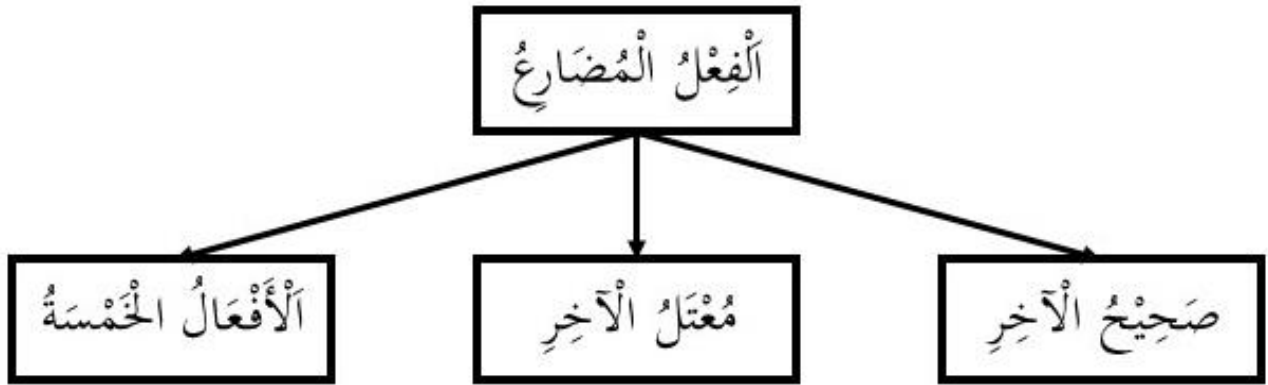 اَلْفِعْلُ الْمُضَارِعُ
صَحِيْحُ الْآخِرِ
مُعْتَلُ الْآخِرِ
اَلْأَفْعَالُ الْخَمْسَةُ